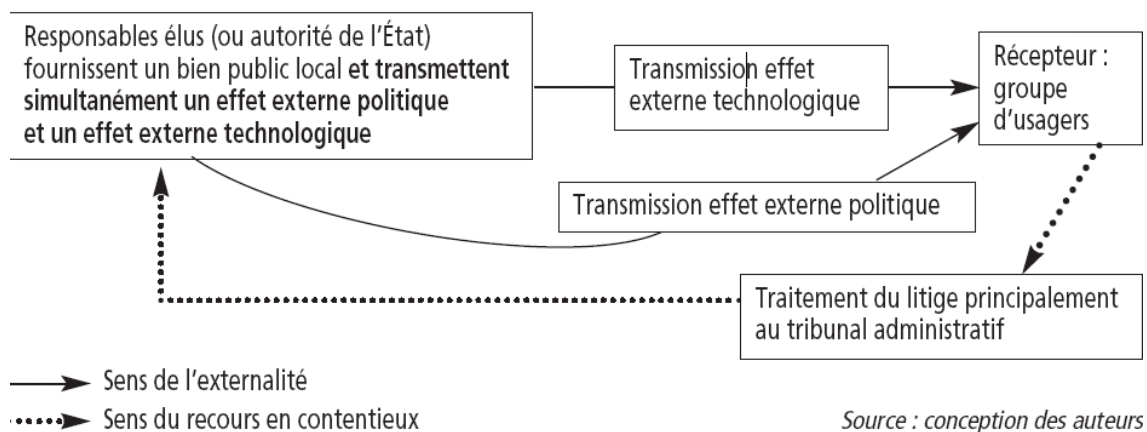 Responsables élus (ou autorité de l’État)
fournissent un bien public local et transmettent
simultanément un effet externe politique
et un effet externe technologique
Transmission effet
externe technologique
Récepteur :
groupe
d’usagers
Transmission effet externe politique
Traitement du litige principalement
au tribunal administratif
Sens de l’externalité
Sens du recours en contentieux
Source : conception des auteurs